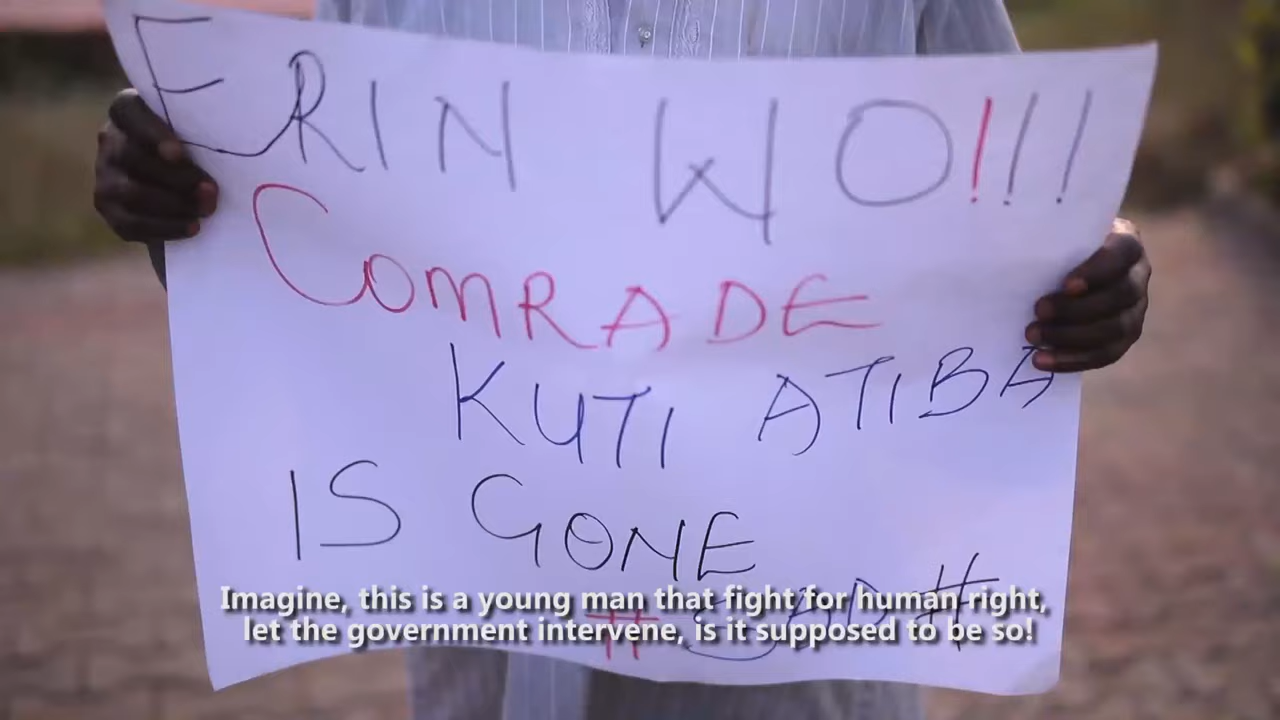 ERIN WO!!!
COMRADE
KUTI ATIBA
IS GONE
#SAD#
Imagine, this is a young man that fight for human right,
let the government intervene, is it supposed to be so!